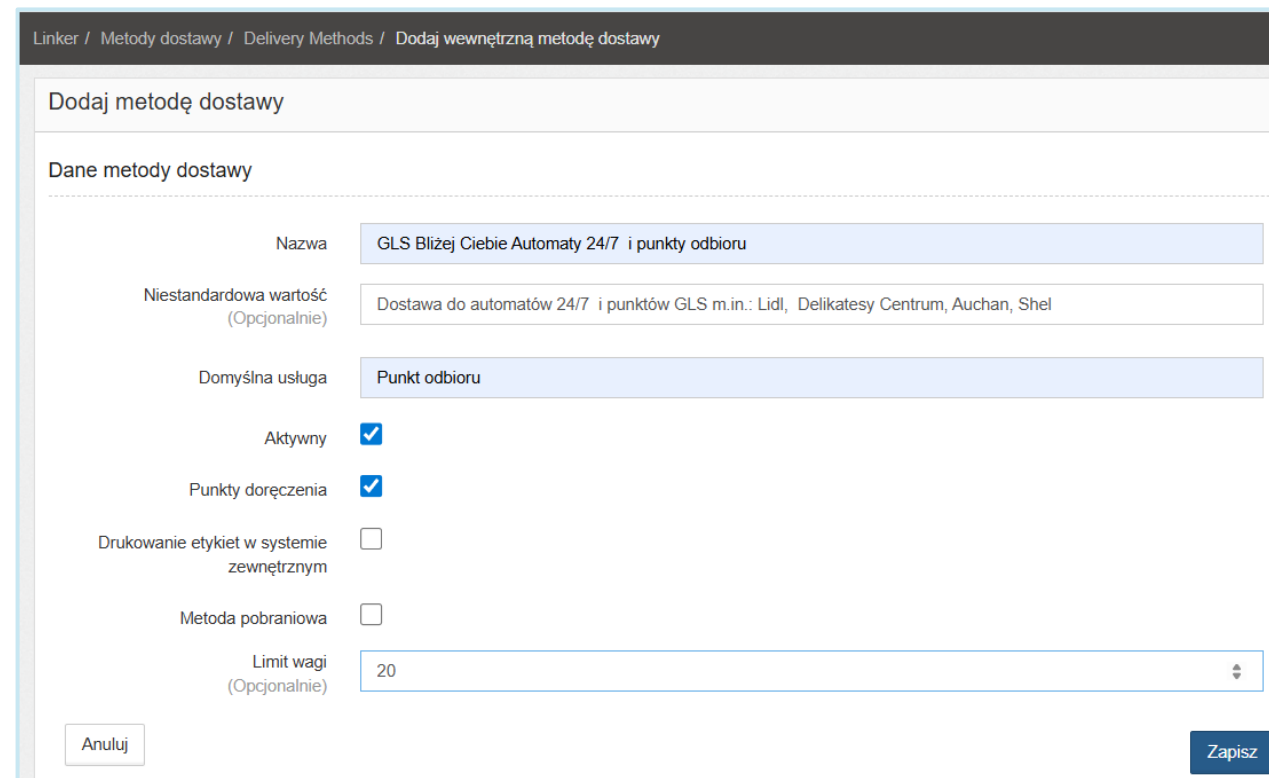 Linker / Metody dostawy / Delivery Methods / Dodaj wewnętrzną metodę dostawy
Dodaj metodę dostawy
Dane metody dostawy
Nazwa GLS Bliżej Ciebie Automaty 24/7 i punkty odbioru
Niestandardowa wartość
(Opcjonalnie) Dostawa do automatów 24/7 i punktów GLS m.in.: Lidl, Delikatesy Centrum, Auchan, Shel
Domyślna usługa Punkt odbioru
Aktywny
Punkty doręczenia
Drukowanie etykiet w systemie
zewnętrznym
Metoda pobraniowa
Limit wagi
(Opcjonalnie) 20
Anuluj Zapisz